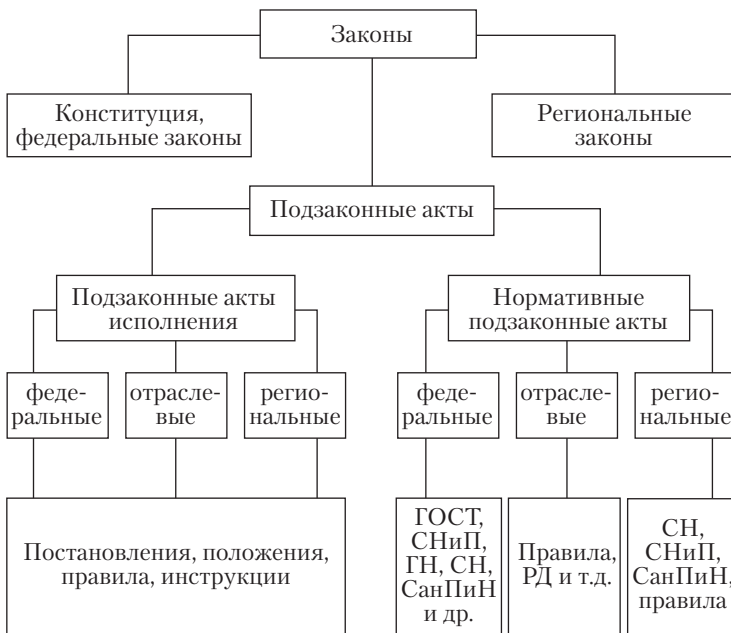 Законы
Конституция,
федеральные законы
Региональные
законы
Подзаконные акты
Подзаконные акты
исполнения
Нормативные
подзаконные акты
феде-
ральные
отрасле-
вые
регио-
нальные
феде-
ральные
отрасле-
вые
регио-
нальные
Постановления, положения,
правила, инструкции
ГОСТ,
СНиП,
ГН, СН,
СанПиН
и др.
Правила,
РД и т.д.
СН,
СНиП,
СанПиН,
правила